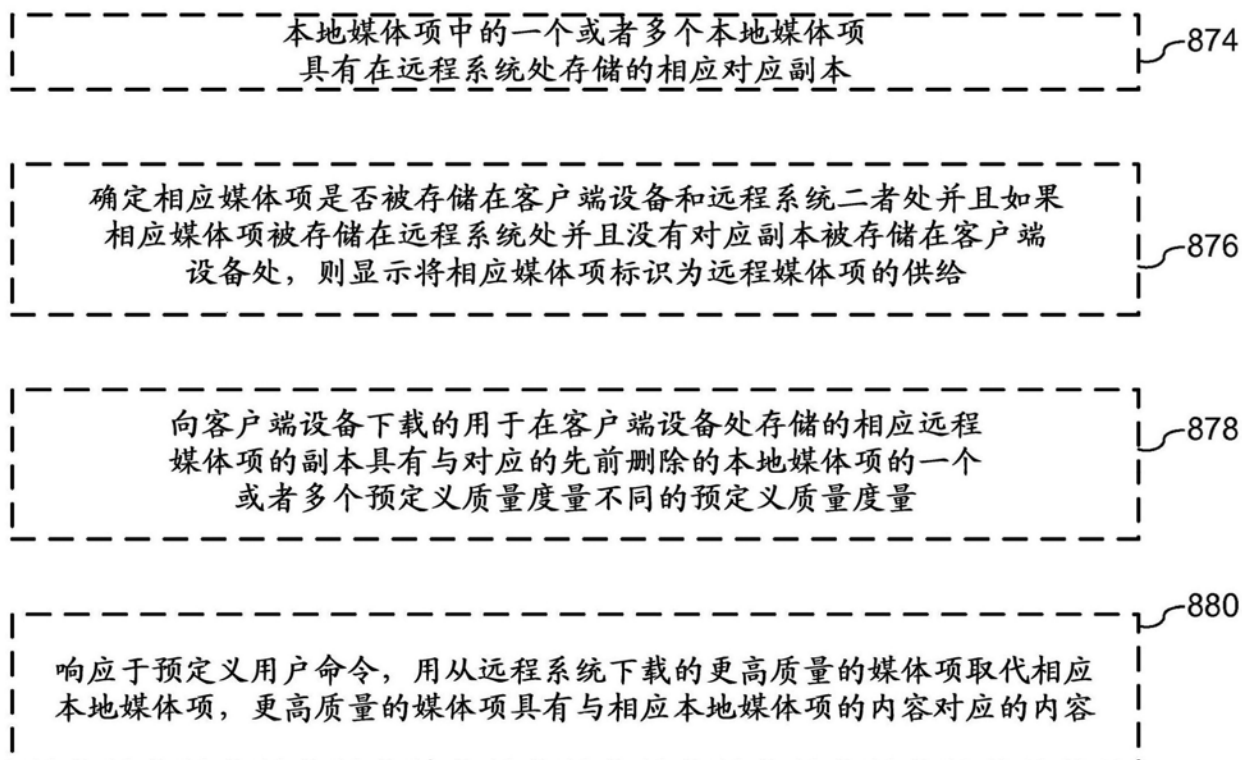 本地媒体项中的一个或者多个本地媒体项
具有在远程系统处存储的相应对应副本
874
确定相应媒体项是否被存储在客户端设备和远程系统二者处并且如果
相应媒体项被存储在远程系统处并且没有对应副本被存储在客户端
设备处，则显示将相应媒体项标识为远程媒体项的供给
876
向客户端设备下载的用于在客户端设备处存储的相应远程
媒体项的副本具有与对应的先前删除的本地媒体项的一个
或者多个预定义质量度量不同的预定义质量度量
878
880
响应于预定义用户命令，用从远程系统下载的更高质量的媒体项取代相应
本地媒体项，更高质量的媒体项具有与相应本地媒体项的内容对应的内容